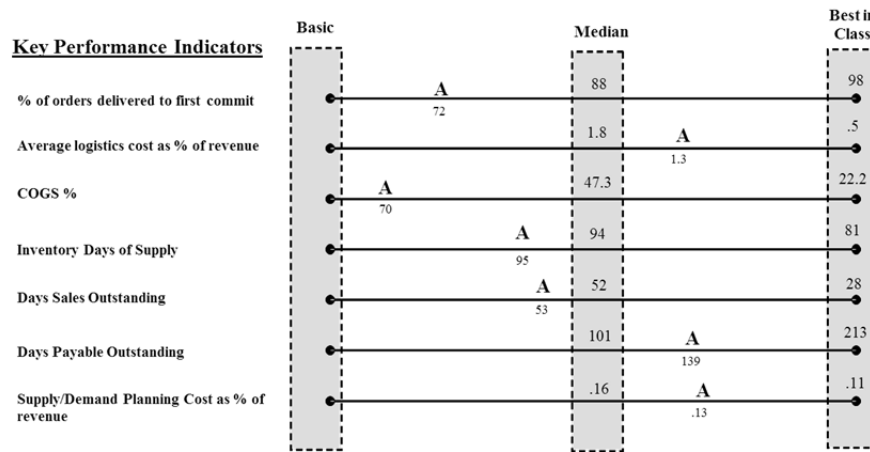 Basic
Median
Best in
Class
Key Performance Indicators
% of orders delivered to first commit
A
72
88
98
Average logistics cost as % of revenue
1.8
A
1.3
.5
COGS %
A
70
47.3
22.2
Inventory Days of Supply
A
95
94
81
Days Sales Outstanding
A
53
52
28
Days Payable Outstanding
101
A
139
213
Supply/Demand Planning Cost as % of
revenue
.16
A
.13
.11